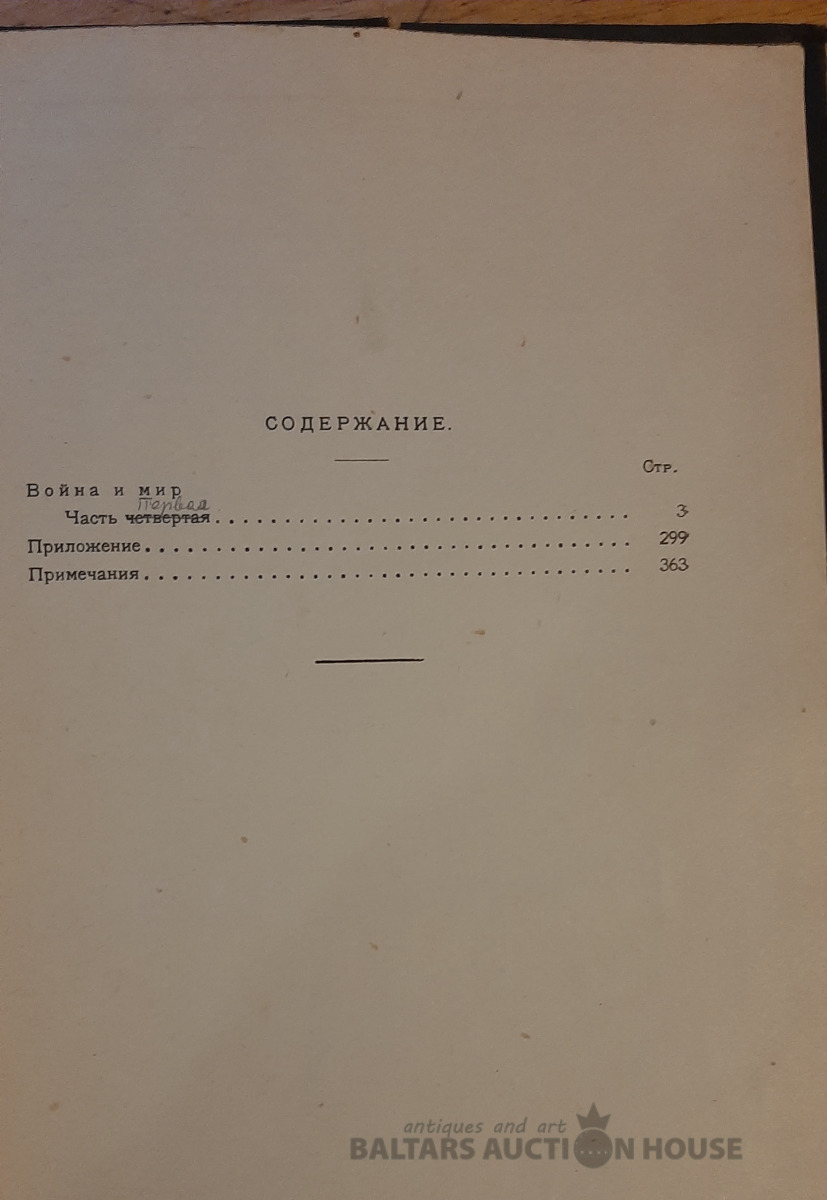 СОДЕРЖАНИЕ.
Стр.
Война и мир
Первая
Часть четвертая................................ 3
Приложение.................................. 299
Примечания.................................. 363
antiques and art
BALTARS AUCTION HOUSE